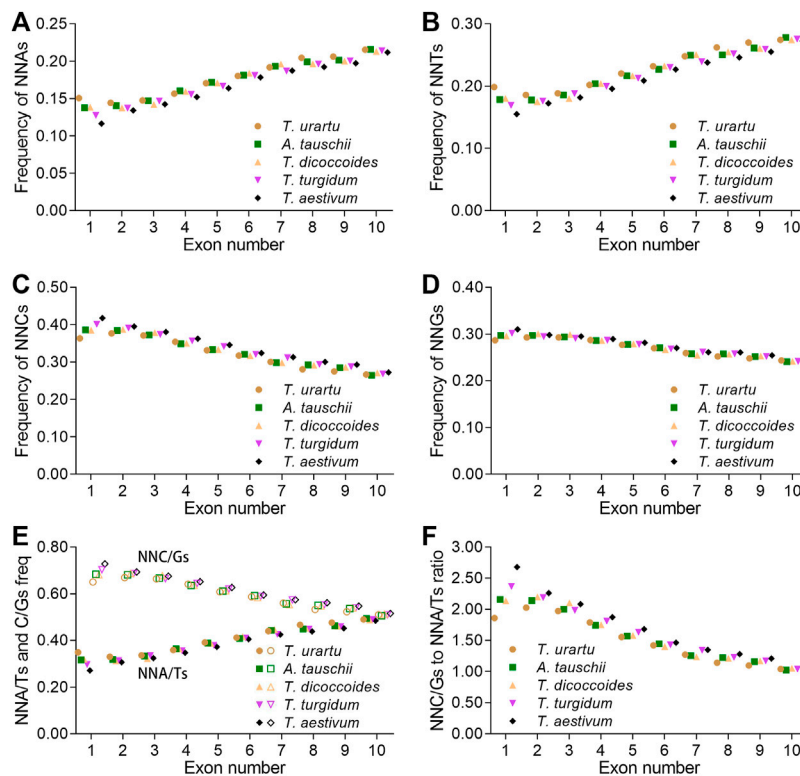 A
Frequency of NNAs
0.25
0.20
0.15
0.10
0.05
0.00
T. urartu
A. tauschii
T. dicoccoides
T. turgidum
T. aestivum
1 2 3 4 5 6 7 8 9 10
Exon number
B
Frequency of NNTs
0.30
0.20
0.10
0.00
T. urartu
A. tauschii
T. dicoccoides
T. turgidum
T. aestivum
1 2 3 4 5 6 7 8 9 10
Exon number
C
Frequency of NNCs
0.50
0.40
0.30
0.40
0.10
0.00
T. urartu
A. tauschii
T. dicoccoides
T. turgidum
T. aestivum
1 2 3 4 5 6 7 8 9 10
Exon number
D
Frequency of NNGs
0.40
0.30
0.20
0.10
0.00
T. urartu
A. tauschii
T. dicoccoides
T. turgidum
T. aestivum
1 2 3 4 5 6 7 8 9 10
Exon number
E
NNA/Ts and C/Gs freq
0.80
0.60
0.40
0.20
0.00
NNC/Gs
NNA/Ts
T. urartu
A. tauschii
T. dicoccoides
T. turgidum
T. aestivum
1 2 3 4 5 6 7 8 9 10
Exon number
F
NNC/Gs to NNA/Ts ratio
3.00
2.50
2.00
1.50
1.00
0.50
0.00
T. urartu
A. tauschii
T. dicoccoides
T. turgidum
T. aestivum
1 2 3 4 5 6 7 8 9 10
Exon number